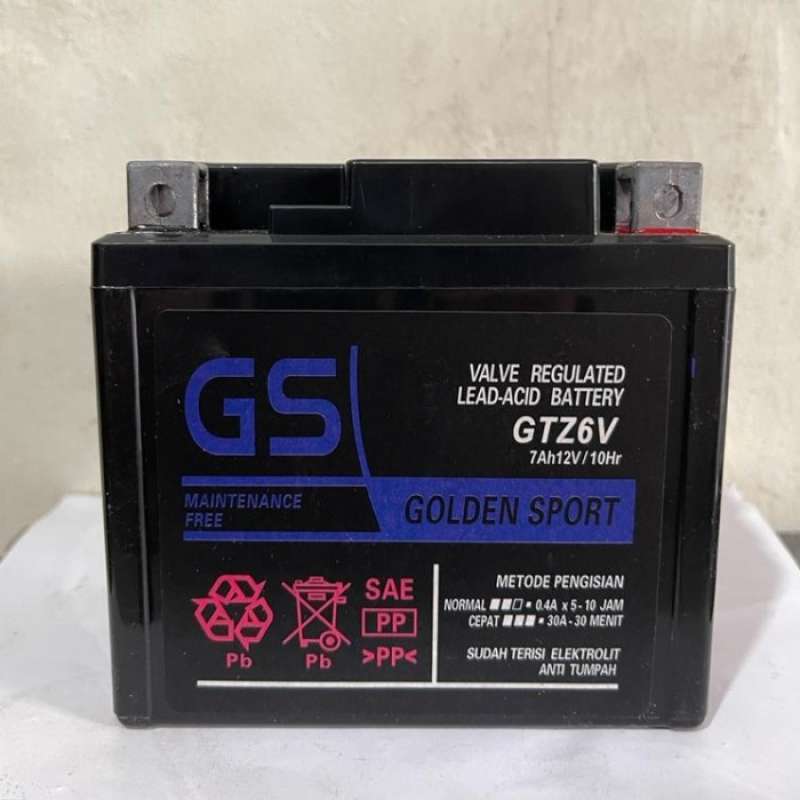 GS
VALVE REGULATED
LEAD-ACID BATTERY
GTZ6V
7Ah12V/10Hr
MAINTENANCE
FREE
GOLDEN SPORT
Pb
Pb
SAE
PP
>PP<
METODE PENGISIAN
NORMAL ■■□ • 0.4A x 5-10 JAM
CEPAT ■■■ • 30A-30 MENIT
SUDAH TERISI ELEKTROLIT
ANTI TUMPAH